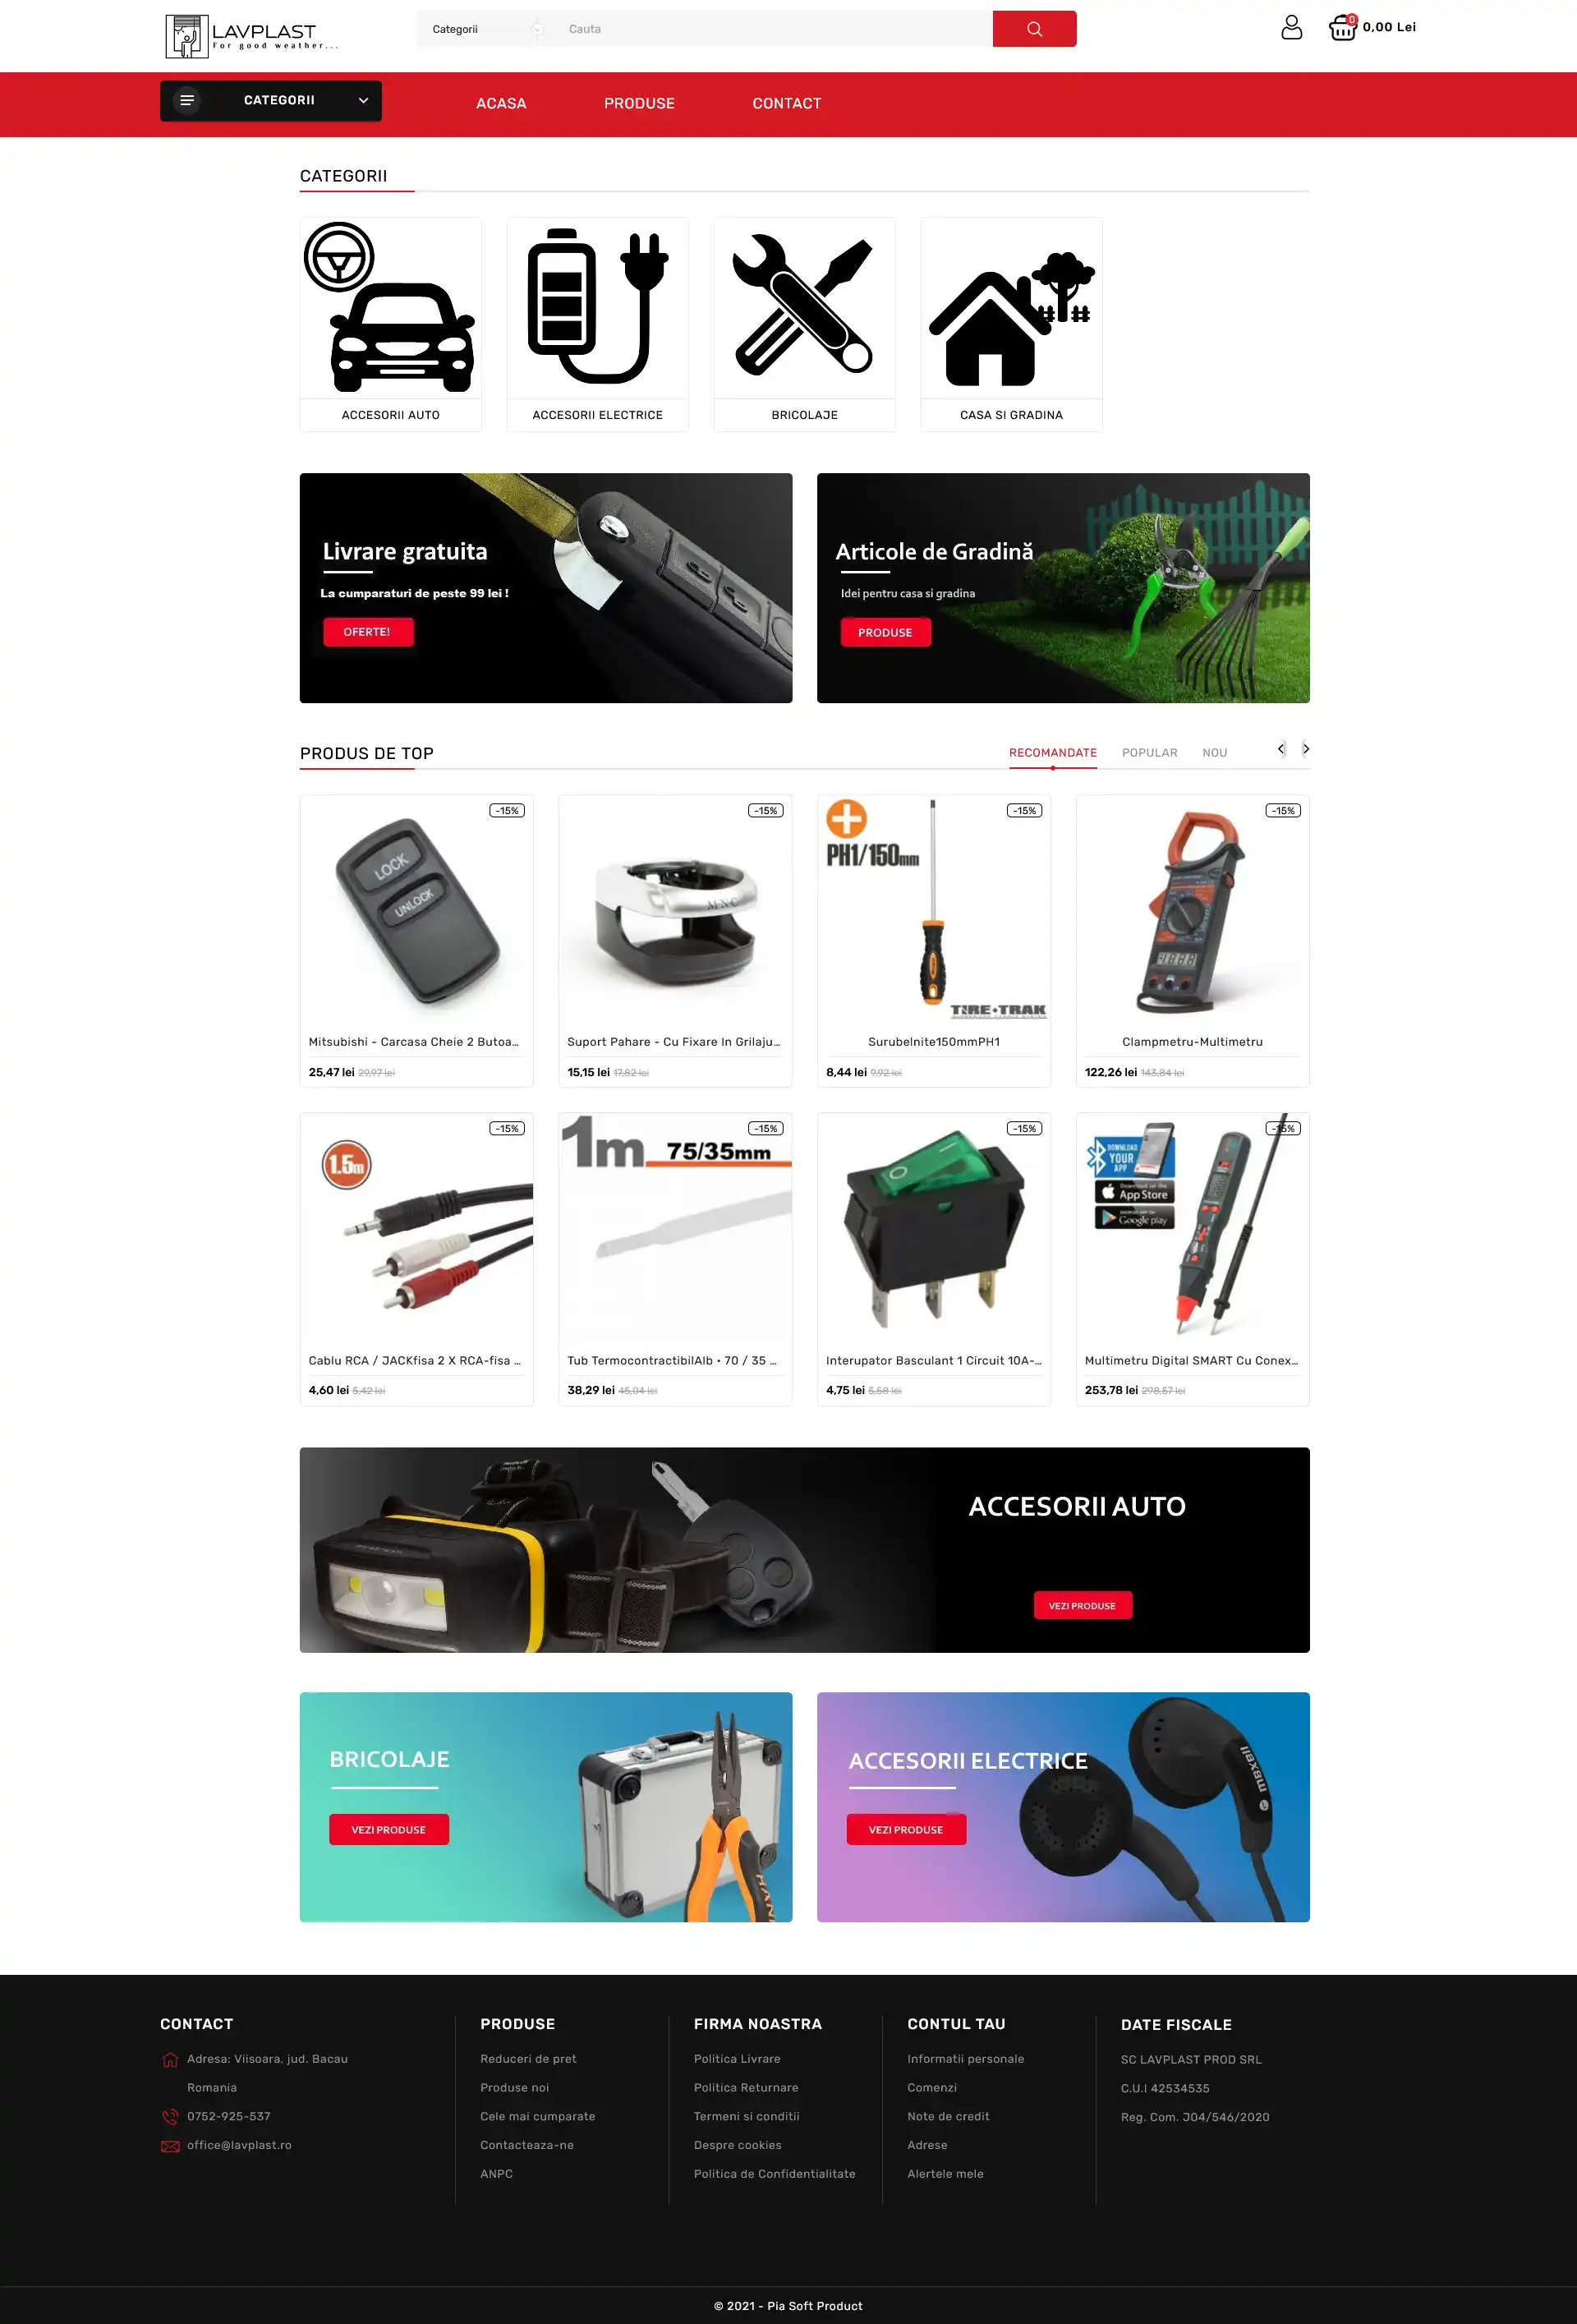 LAVPLAST
For good weather...
Categorii
Cauta
0
0,00 Lei
CATEGORII
ACASA
PRODUSE
CONTACT
CATEGORII
ACCESORII AUTO
ACCESORII ELECTRICE
BRICOLAJE
CASA SI GRADINA
Livrare gratuita
La cumparaturi de peste 99 lei !
OFERTE!
Articole de Gradină
Idei pentru casa si gradina
PRODUSE
PRODUS DE TOP
RECOMANDATE
POPULAR
NOU
-15%
LOCK
UNLOCK
Mitsubishi - Carcasa Cheie 2 Butoa...
25,47 lei 29,97 lei
-15%
M·N·C
Suport Pahare - Cu Fixare In Grilaju...
15,15 lei 17,82 lei
-15%
PH1/150mm
TIRE·TRAK
Surubelnite150mmPH1
8,44 lei 9,92 lei
-15%
Clampmetru-Multimetru
122,26 lei 143,84 lei
-15%
1.5m
Cablu RCA / JACKfisa 2 X RCA-fisa ...
4,60 lei 5,42 lei
-15%
1m 75/35mm
Tub TermocontractibilAlb • 70 / 35 ...
38,29 lei 45,04 lei
-15%
Interupator Basculant 1 Circuit 10A-...
4,75 lei 5,58 lei
-15%
DOWNLOAD
YOUR
APP
App Store
Google play
Multimetru Digital SMART Cu Conex...
253,78 lei 298,57 lei
ACCESORII AUTO
VEZI PRODUSE
BRICOLAJE
VEZI PRODUSE
HAN
ACCESORII ELECTRICE
VEZI PRODUSE
maxell
CONTACT
Adresa: Viisoara, jud. Bacau
Romania
0752-925-537
office@lavplast.ro
PRODUSE
Reduceri de pret
Produse noi
Cele mai cumparate
Contacteaza-ne
ANPC
FIRMA NOASTRA
Politica Livrare
Politica Returnare
Termeni si conditii
Despre cookies
Politica de Confidentialitate
CONTUL TAU
Informatii personale
Comenzi
Note de credit
Adrese
Alertele mele
DATE FISCALE
SC LAVPLAST PROD SRL
C.U.I 42534535
Reg. Com. J04/546/2020
© 2021 - Pia Soft Product